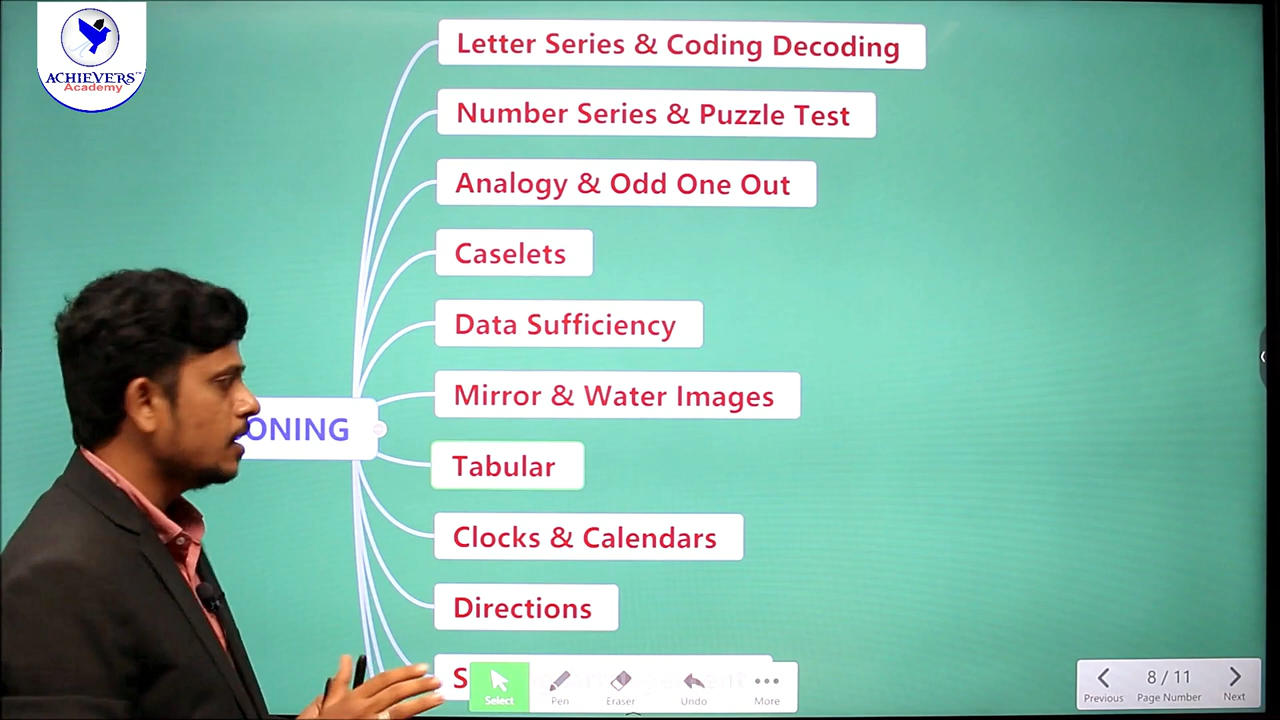 ACHIEVERS™
Academy
Letter Series & Coding Decoding
Number Series & Puzzle Test
Analogy & Odd One Out
Caselets
Data Sufficiency
Mirror & Water Images
ONING
Tabular
Clocks & Calendars
Directions
S
Select
Pen
Eraser
Undo
More
8 / 11
Previous
Page Number
Next